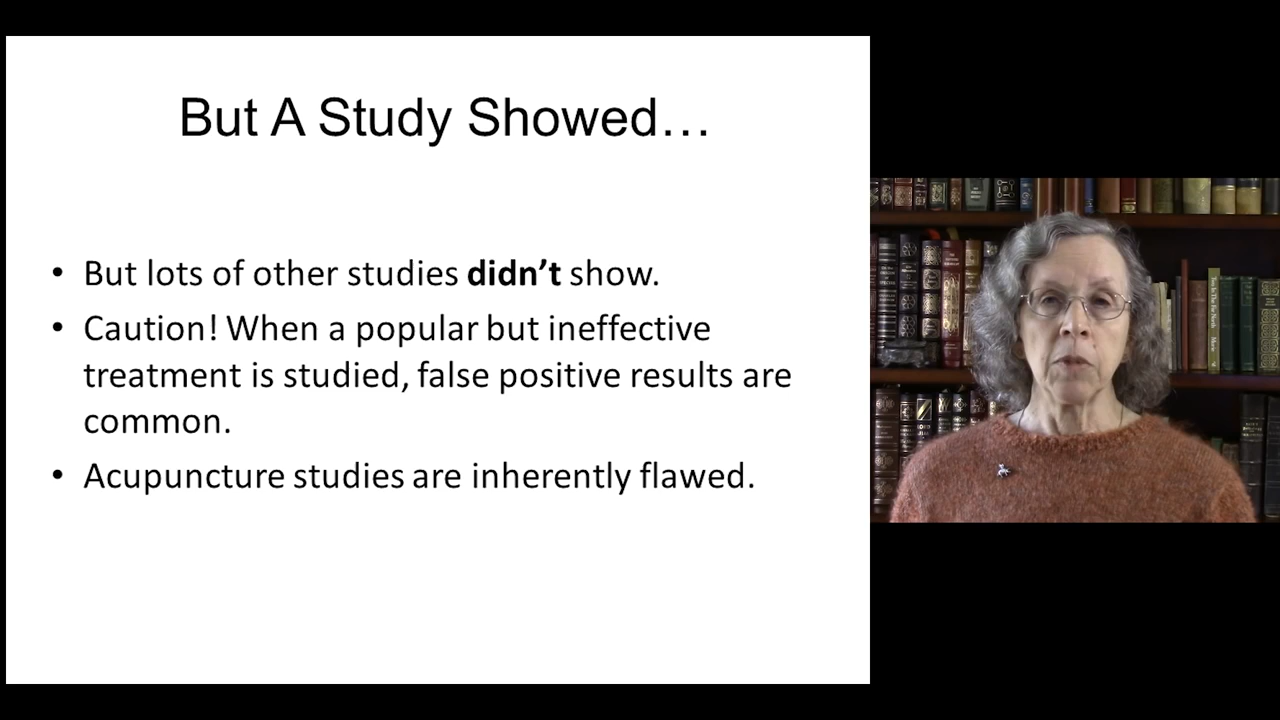 But A Study Showed…
• But lots of other studies didn’t show.
• Caution! When a popular but ineffective
treatment is studied, false positive results are
common.
• Acupuncture studies are inherently flawed.